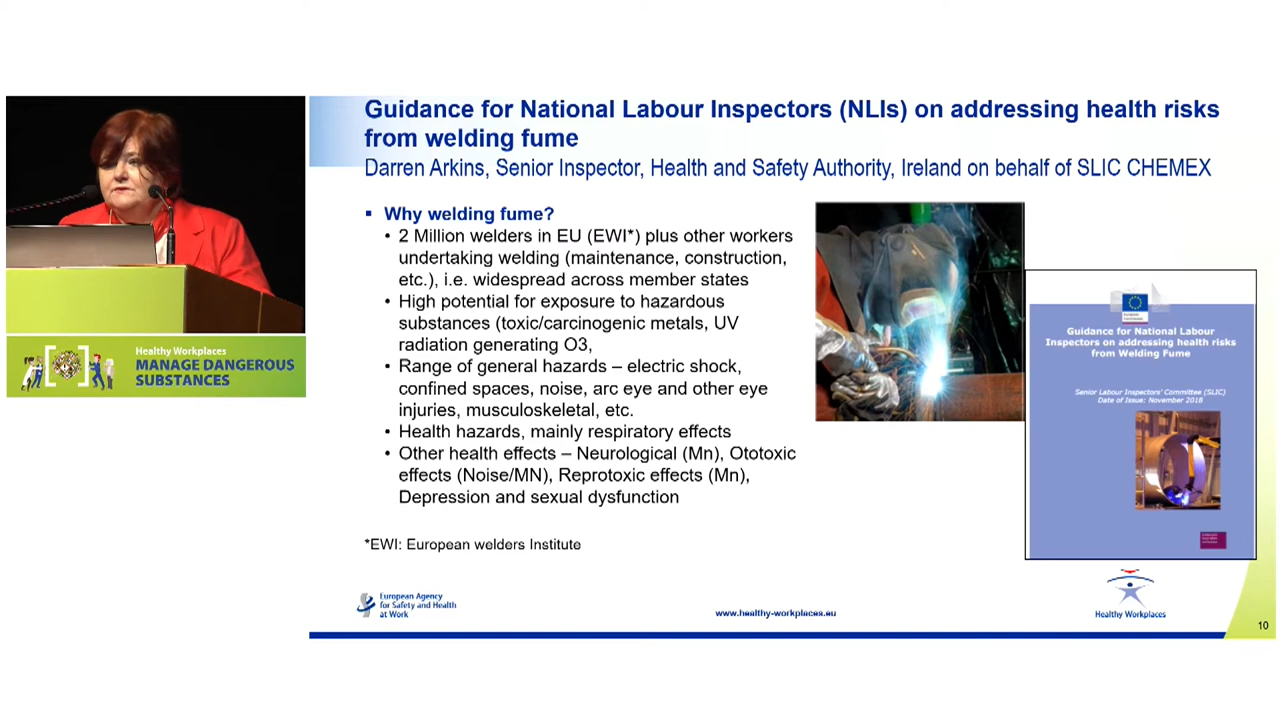 Guidance for National Labour Inspectors (NLIs) on addressing health risks
from welding fume
Darren Arkins, Senior Inspector, Health and Safety Authority, Ireland on behalf of SLIC CHEMEX
▪ Why welding fume?
• 2 Million welders in EU (EWI*) plus other workers
undertaking welding (maintenance, construction,
etc.), i.e. widespread across member states
• High potential for exposure to hazardous
substances (toxic/carcinogenic metals, UV
radiation generating O3,
• Range of general hazards – electric shock,
confined spaces, noise, arc eye and other eye
injuries, musculoskeletal, etc.
• Health hazards, mainly respiratory effects
• Other health effects – Neurological (Mn), Ototoxic
effects (Noise/MN), Reprotoxic effects (Mn),
Depression and sexual dysfunction
*EWI: European welders Institute
Guidance for National Labour
Inspectors on addressing health risks
from Welding Fume
Senior Labour Inspectors' Committee (SLIC)
Date of Issue: November 2018
Healthy Workplaces
MANAGE DANGEROUS
SUBSTANCES
European Agency
for Safety and Health
at Work
www.healthy-workplaces.eu
Healthy Workplaces
10